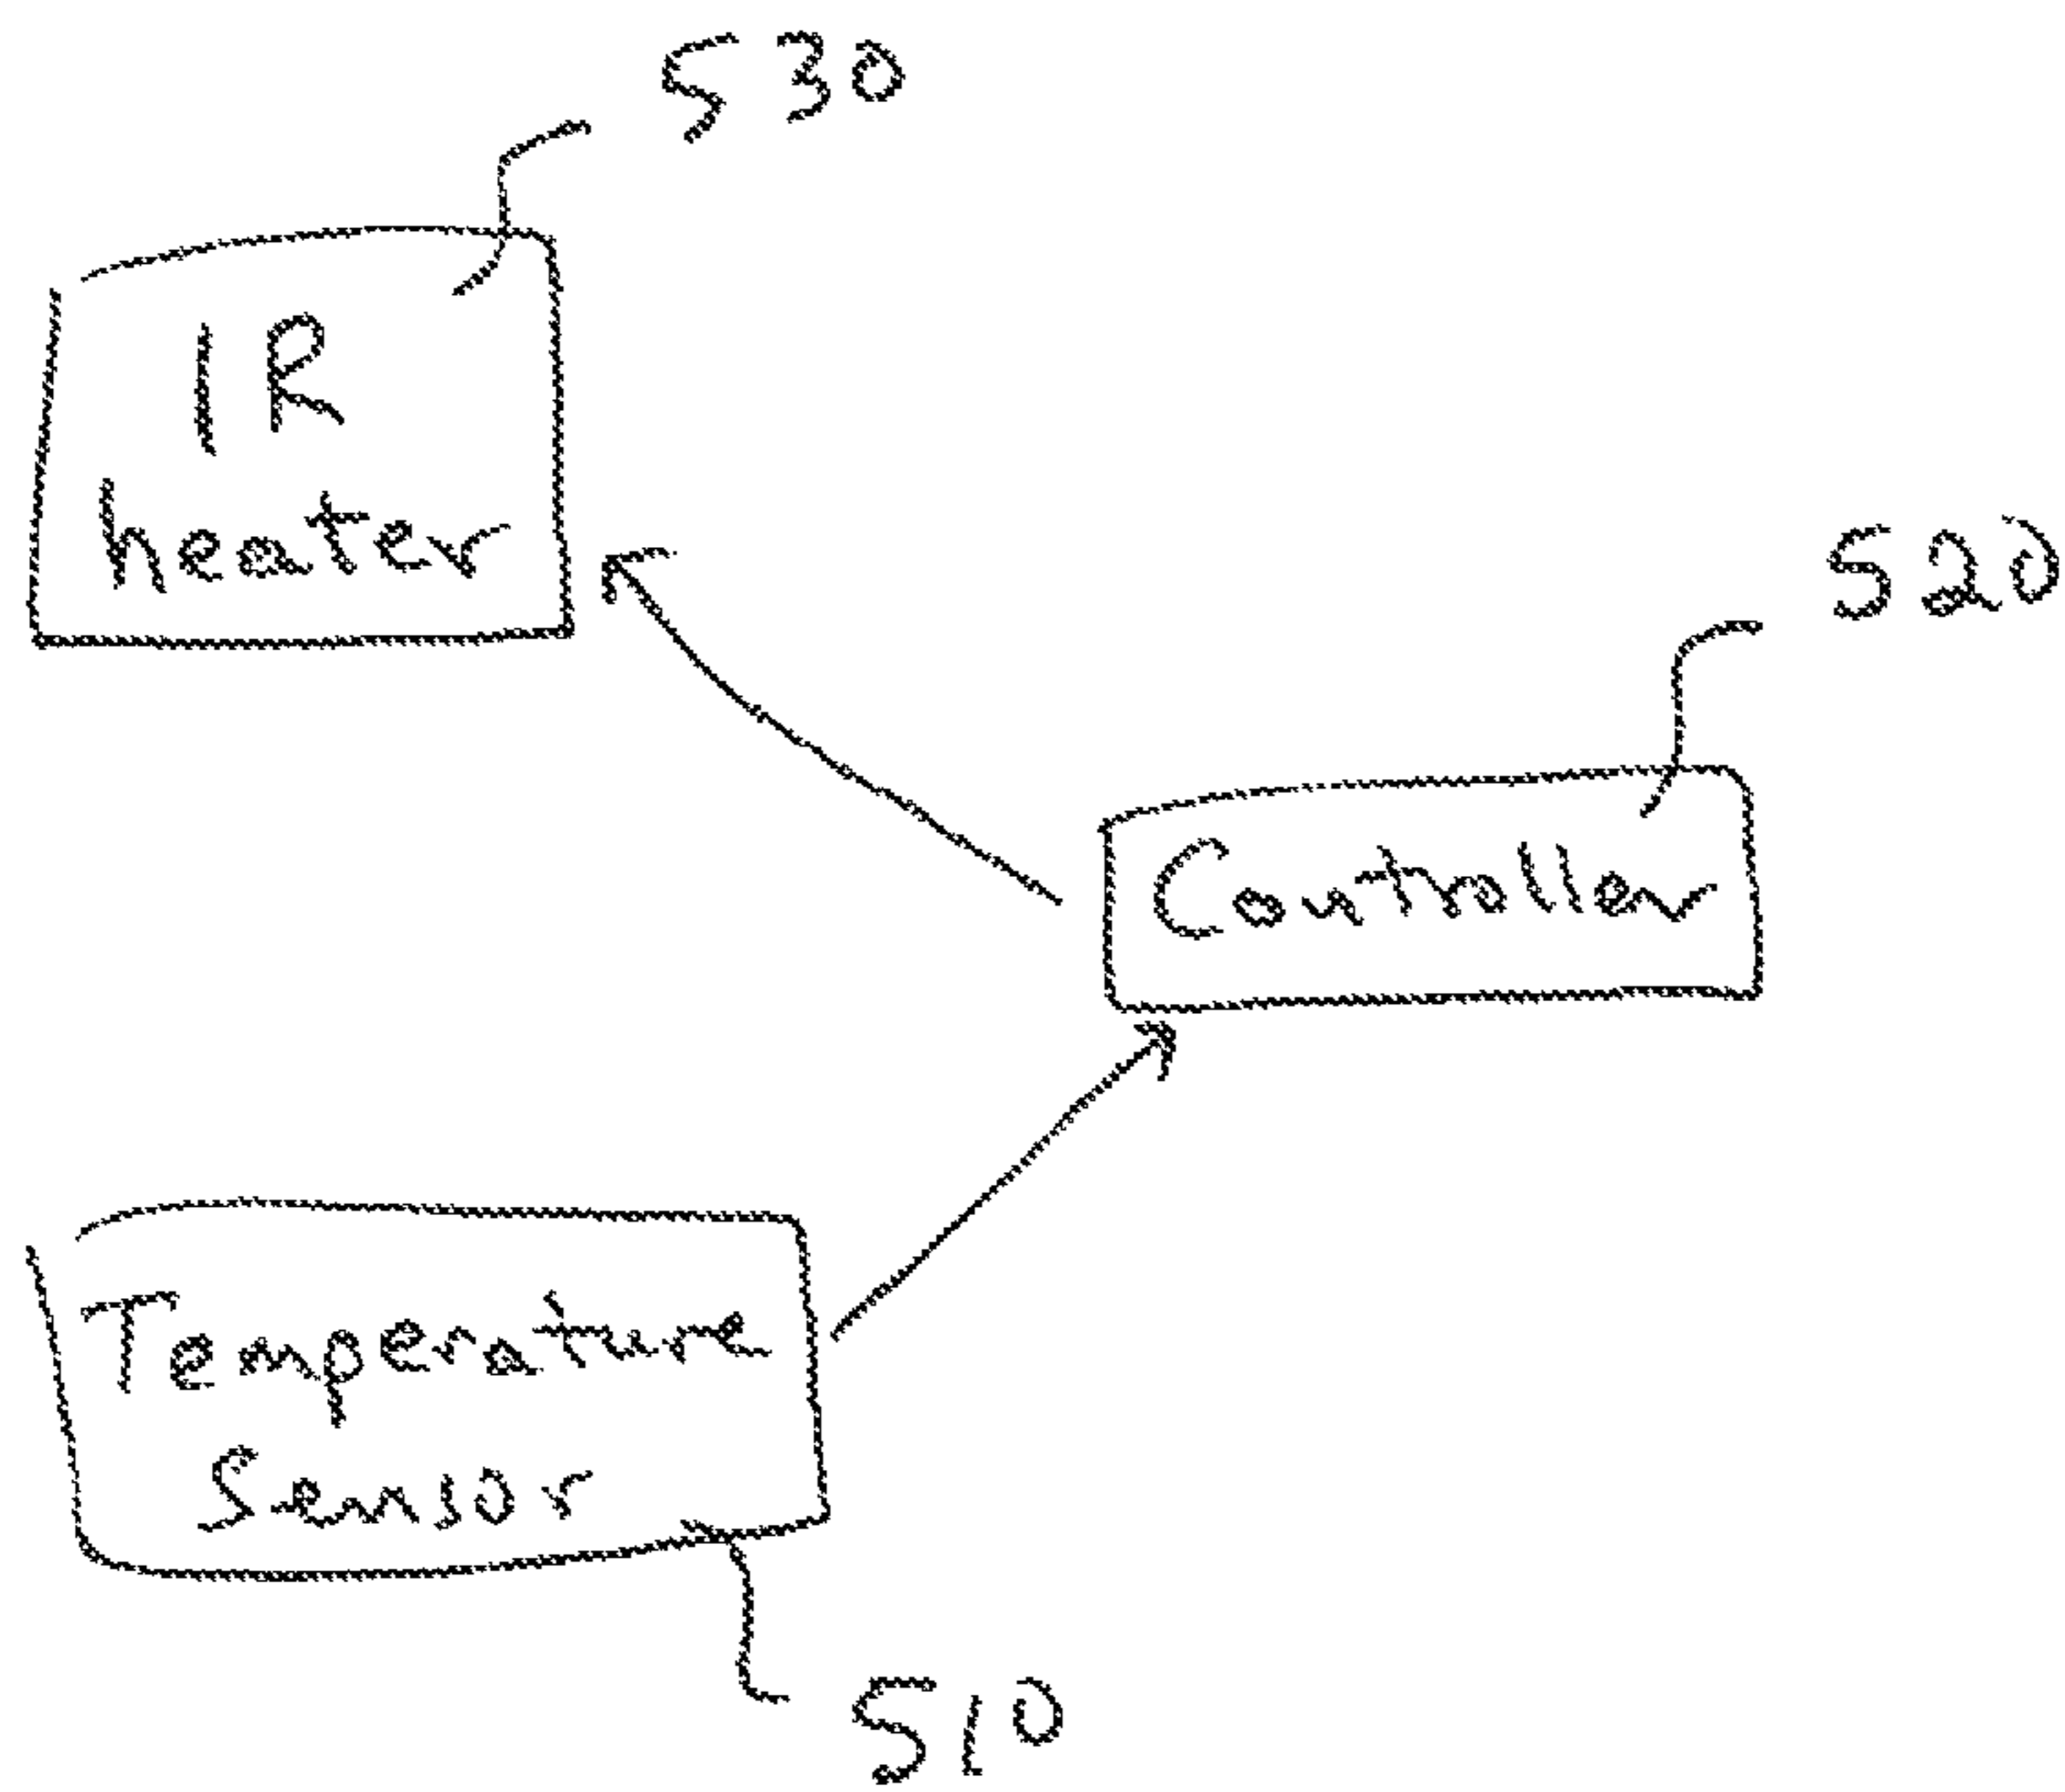 530
IR
heater
520
Controller
Temperature
Sensor
510